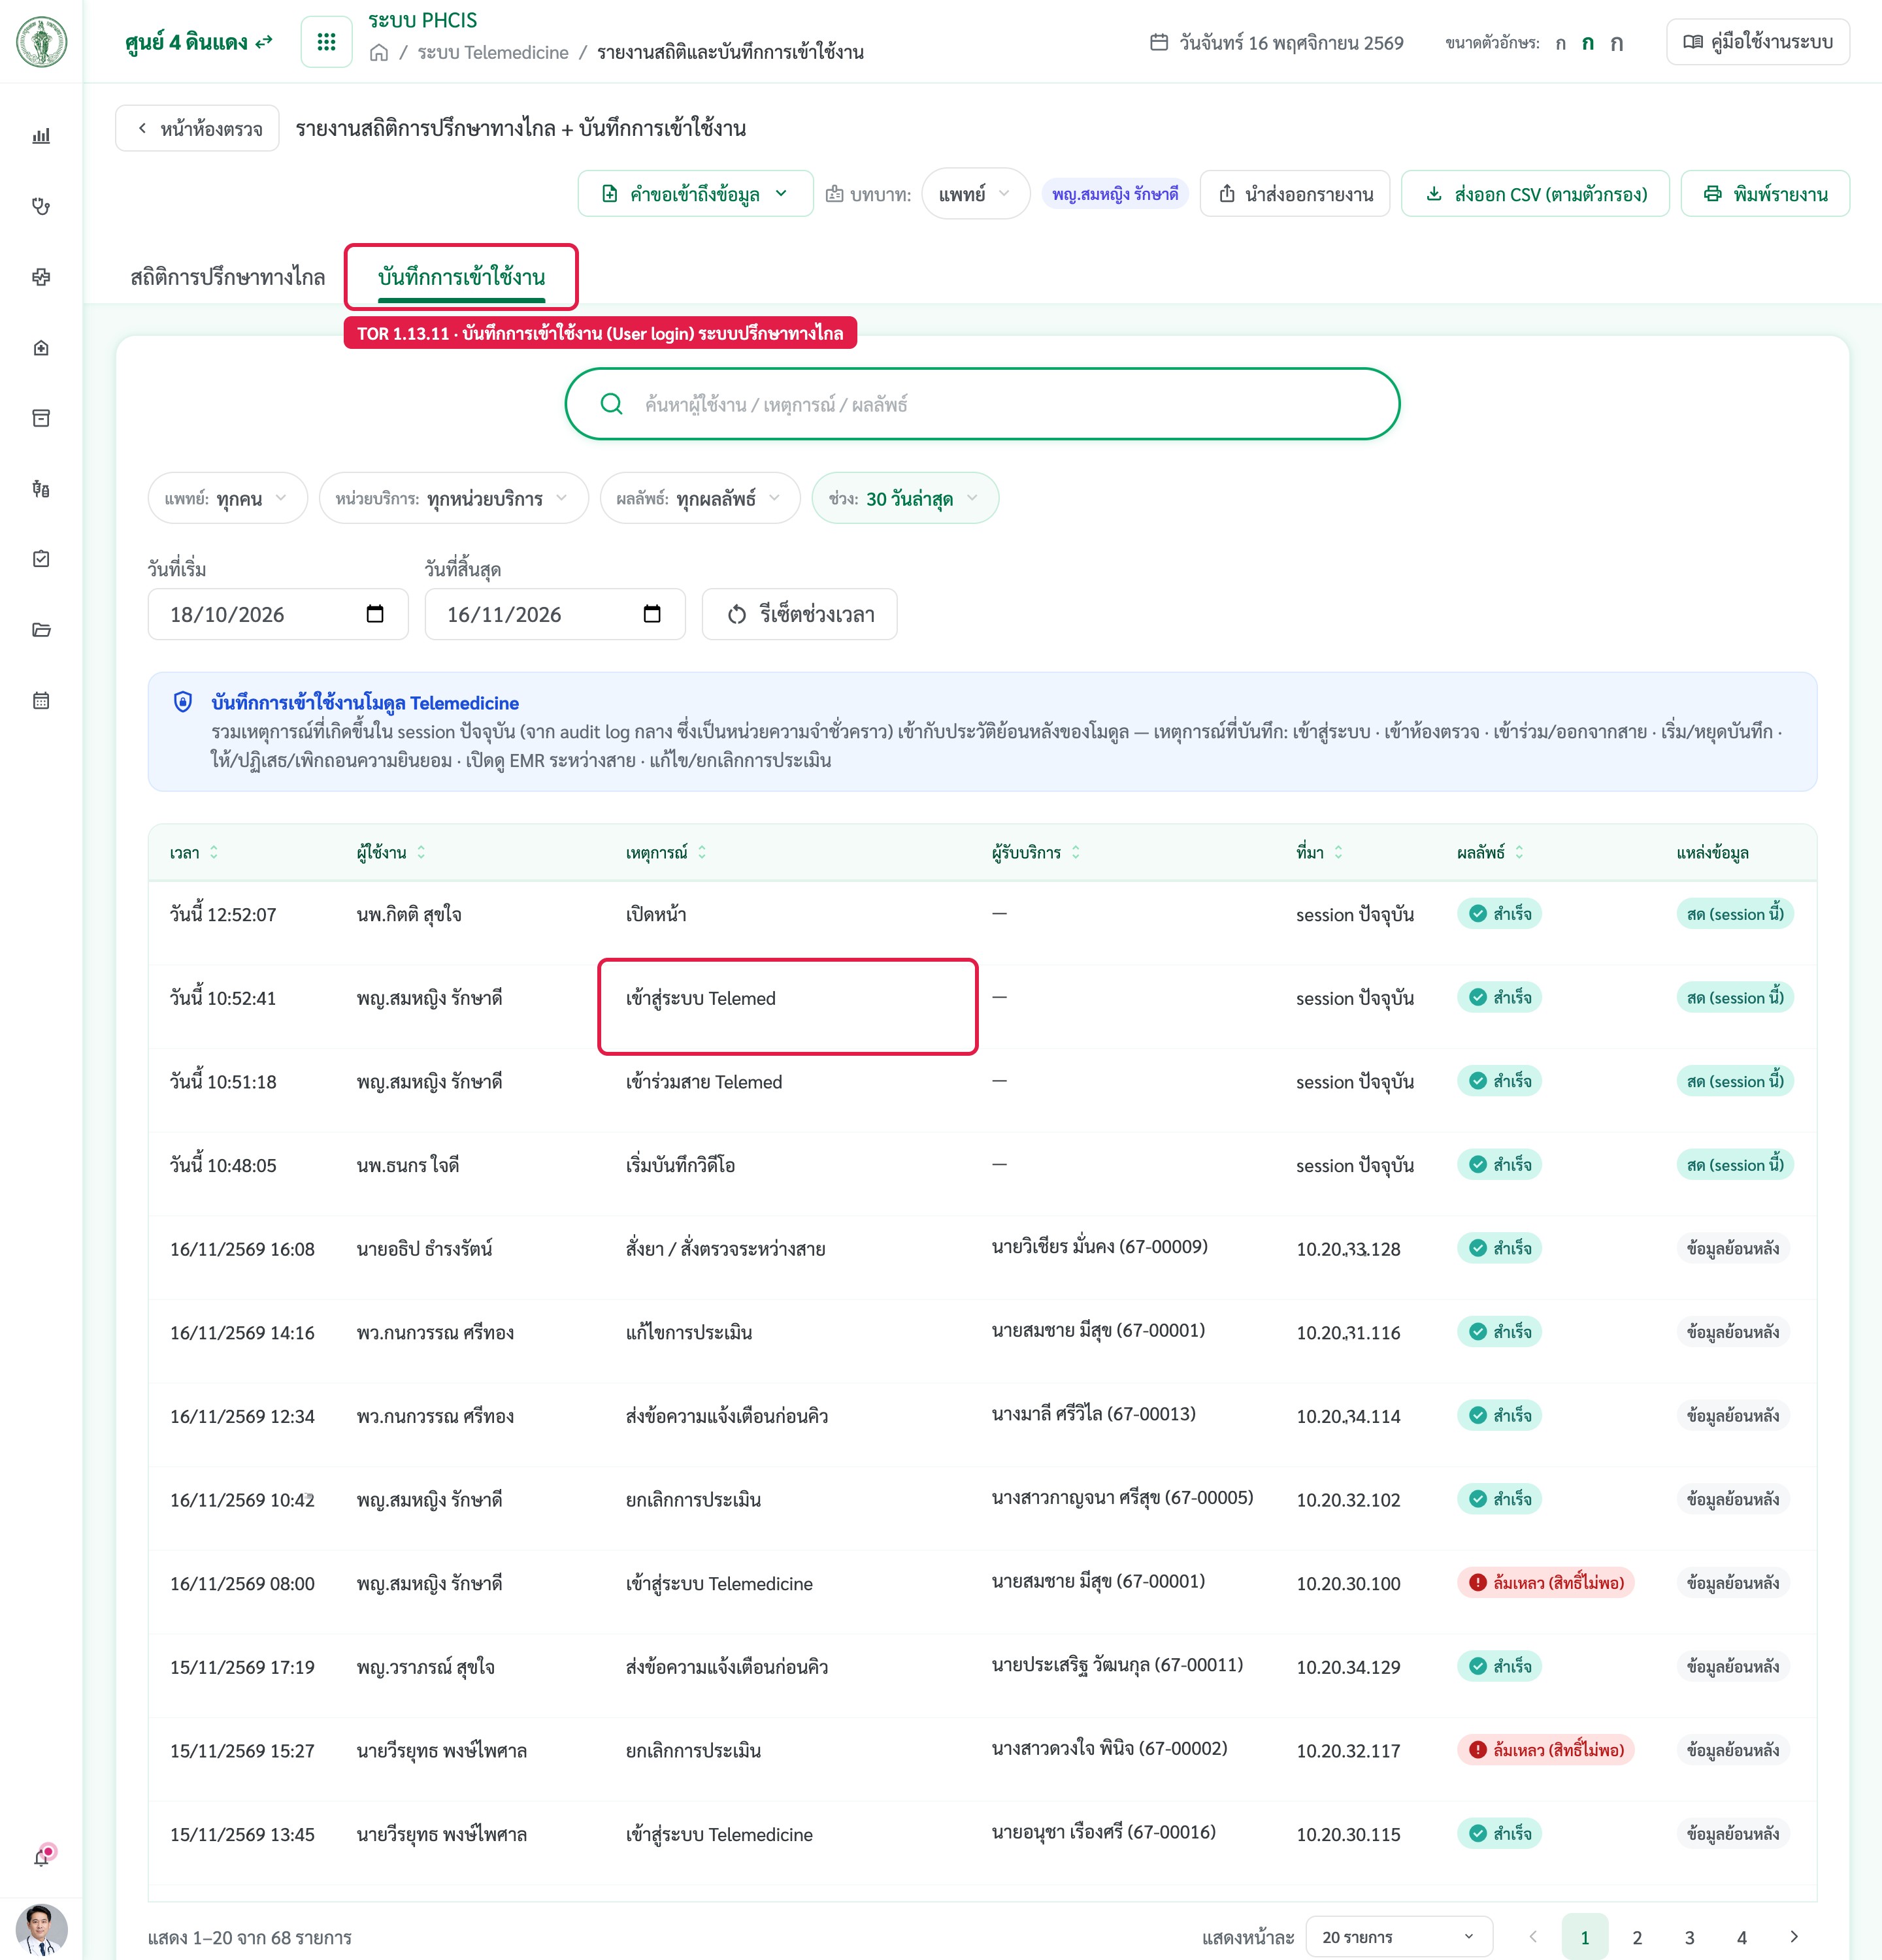 ศูนย์ 4 ดินแดง
ระบบ PHCIS
/ ระบบ Telemedicine / รายงานสถิติและบันทึกการเข้าใช้งาน
วันจันทร์ 16 พฤศจิกายน 2569
ขนาดตัวอักษร: ก ก ก
คู่มือใช้งานระบบ
หน้าห้องตรวจ
รายงานสถิติการปรึกษาทางไกล + บันทึกการเข้าใช้งาน
คำขอเข้าถึงข้อมูล
บทบาท: แพทย์
พญ.สมหญิง รักษาดี
นำส่งออกรายงาน
ส่งออก CSV (ตามตัวกรอง)
พิมพ์รายงาน
สถิติการปรึกษาทางไกล
บันทึกการเข้าใช้งาน
TOR 1.13.11 · บันทึกการเข้าใช้งาน (User login) ระบบปรึกษาทางไกล
ค้นหาผู้ใช้งาน / เหตุการณ์ / ผลลัพธ์
แพทย์: ทุกคน
หน่วยบริการ: ทุกหน่วยบริการ
ผลลัพธ์: ทุกผลลัพธ์
ช่วง: 30 วันล่าสุด
วันที่เริ่ม
วันที่สิ้นสุด
18/10/2026
16/11/2026
รีเซ็ตช่วงเวลา
บันทึกการเข้าใช้งานโมดูล Telemedicine
รวมเหตุการณ์ที่เกิดขึ้นใน session ปัจจุบัน (จาก audit log กลาง ซึ่งเป็นหน่วยความจำชั่วคราว) เข้ากับประวัติย้อนหลังของโมดูล — เหตุการณ์ที่บันทึก: เข้าสู่ระบบ · เข้าห้องตรวจ · เข้าร่วม/ออกจากสาย · เริ่ม/หยุดบันทึก ·
ให้/ปฏิเสธ/เพิกถอนความยินยอม · เปิดดู EMR ระหว่างสาย · แก้ไข/ยกเลิกการประเมิน
เวลา ผู้ใช้งาน เหตุการณ์ ผู้รับบริการ ที่มา ผลลัพธ์ แหล่งข้อมูล
วันนี้ 12:52:07 นพ.กิตติ สุขใจ เปิดหน้า — session ปัจจุบัน สำเร็จ สด (session นี้)
วันนี้ 10:52:41 พญ.สมหญิง รักษาดี เข้าสู่ระบบ Telemed — session ปัจจุบัน สำเร็จ สด (session นี้)
วันนี้ 10:51:18 พญ.สมหญิง รักษาดี เข้าร่วมสาย Telemed — session ปัจจุบัน สำเร็จ สด (session นี้)
วันนี้ 10:48:05 นพ.ธนกร ใจดี เริ่มบันทึกวิดีโอ — session ปัจจุบัน สำเร็จ สด (session นี้)
16/11/2569 16:08 นายอธิป ธำรงรัตน์ สั่งยา / สั่งตรวจระหว่างสาย นายวิเชียร มั่นคง (67-00009) 10.20.33.128 สำเร็จ ข้อมูลย้อนหลัง
16/11/2569 14:16 พว.กนกวรรณ ศรีทอง แก้ไขการประเมิน นายสมชาย มีสุข (67-00001) 10.20.31.116 สำเร็จ ข้อมูลย้อนหลัง
16/11/2569 12:34 พว.กนกวรรณ ศรีทอง ส่งข้อความแจ้งเตือนก่อนคิว นางมาลี ศรีวิไล (67-00013) 10.20.34.114 สำเร็จ ข้อมูลย้อนหลัง
16/11/2569 10:42 พญ.สมหญิง รักษาดี ยกเลิกการประเมิน นางสาวกาญจนา ศรีสุข (67-00005) 10.20.32.102 สำเร็จ ข้อมูลย้อนหลัง
16/11/2569 08:00 พญ.สมหญิง รักษาดี เข้าสู่ระบบ Telemedicine นายสมชาย มีสุข (67-00001) 10.20.30.100 ล้มเหลว (สิทธิ์ไม่พอ) ข้อมูลย้อนหลัง
15/11/2569 17:19 พญ.วราภรณ์ สุขใจ ส่งข้อความแจ้งเตือนก่อนคิว นายประเสริฐ วัฒนกุล (67-00011) 10.20.34.129 สำเร็จ ข้อมูลย้อนหลัง
15/11/2569 15:27 นายวีรยุทธ พงษ์ไพศาล ยกเลิกการประเมิน นางสาวดวงใจ พินิจ (67-00002) 10.20.32.117 ล้มเหลว (สิทธิ์ไม่พอ) ข้อมูลย้อนหลัง
15/11/2569 13:45 นายวีรยุทธ พงษ์ไพศาล เข้าสู่ระบบ Telemedicine นายอนุชา เรืองศรี (67-00016) 10.20.30.115 สำเร็จ ข้อมูลย้อนหลัง
แสดง 1–20 จาก 68 รายการ
แสดงหน้าละ 20 รายการ
1 2 3 4